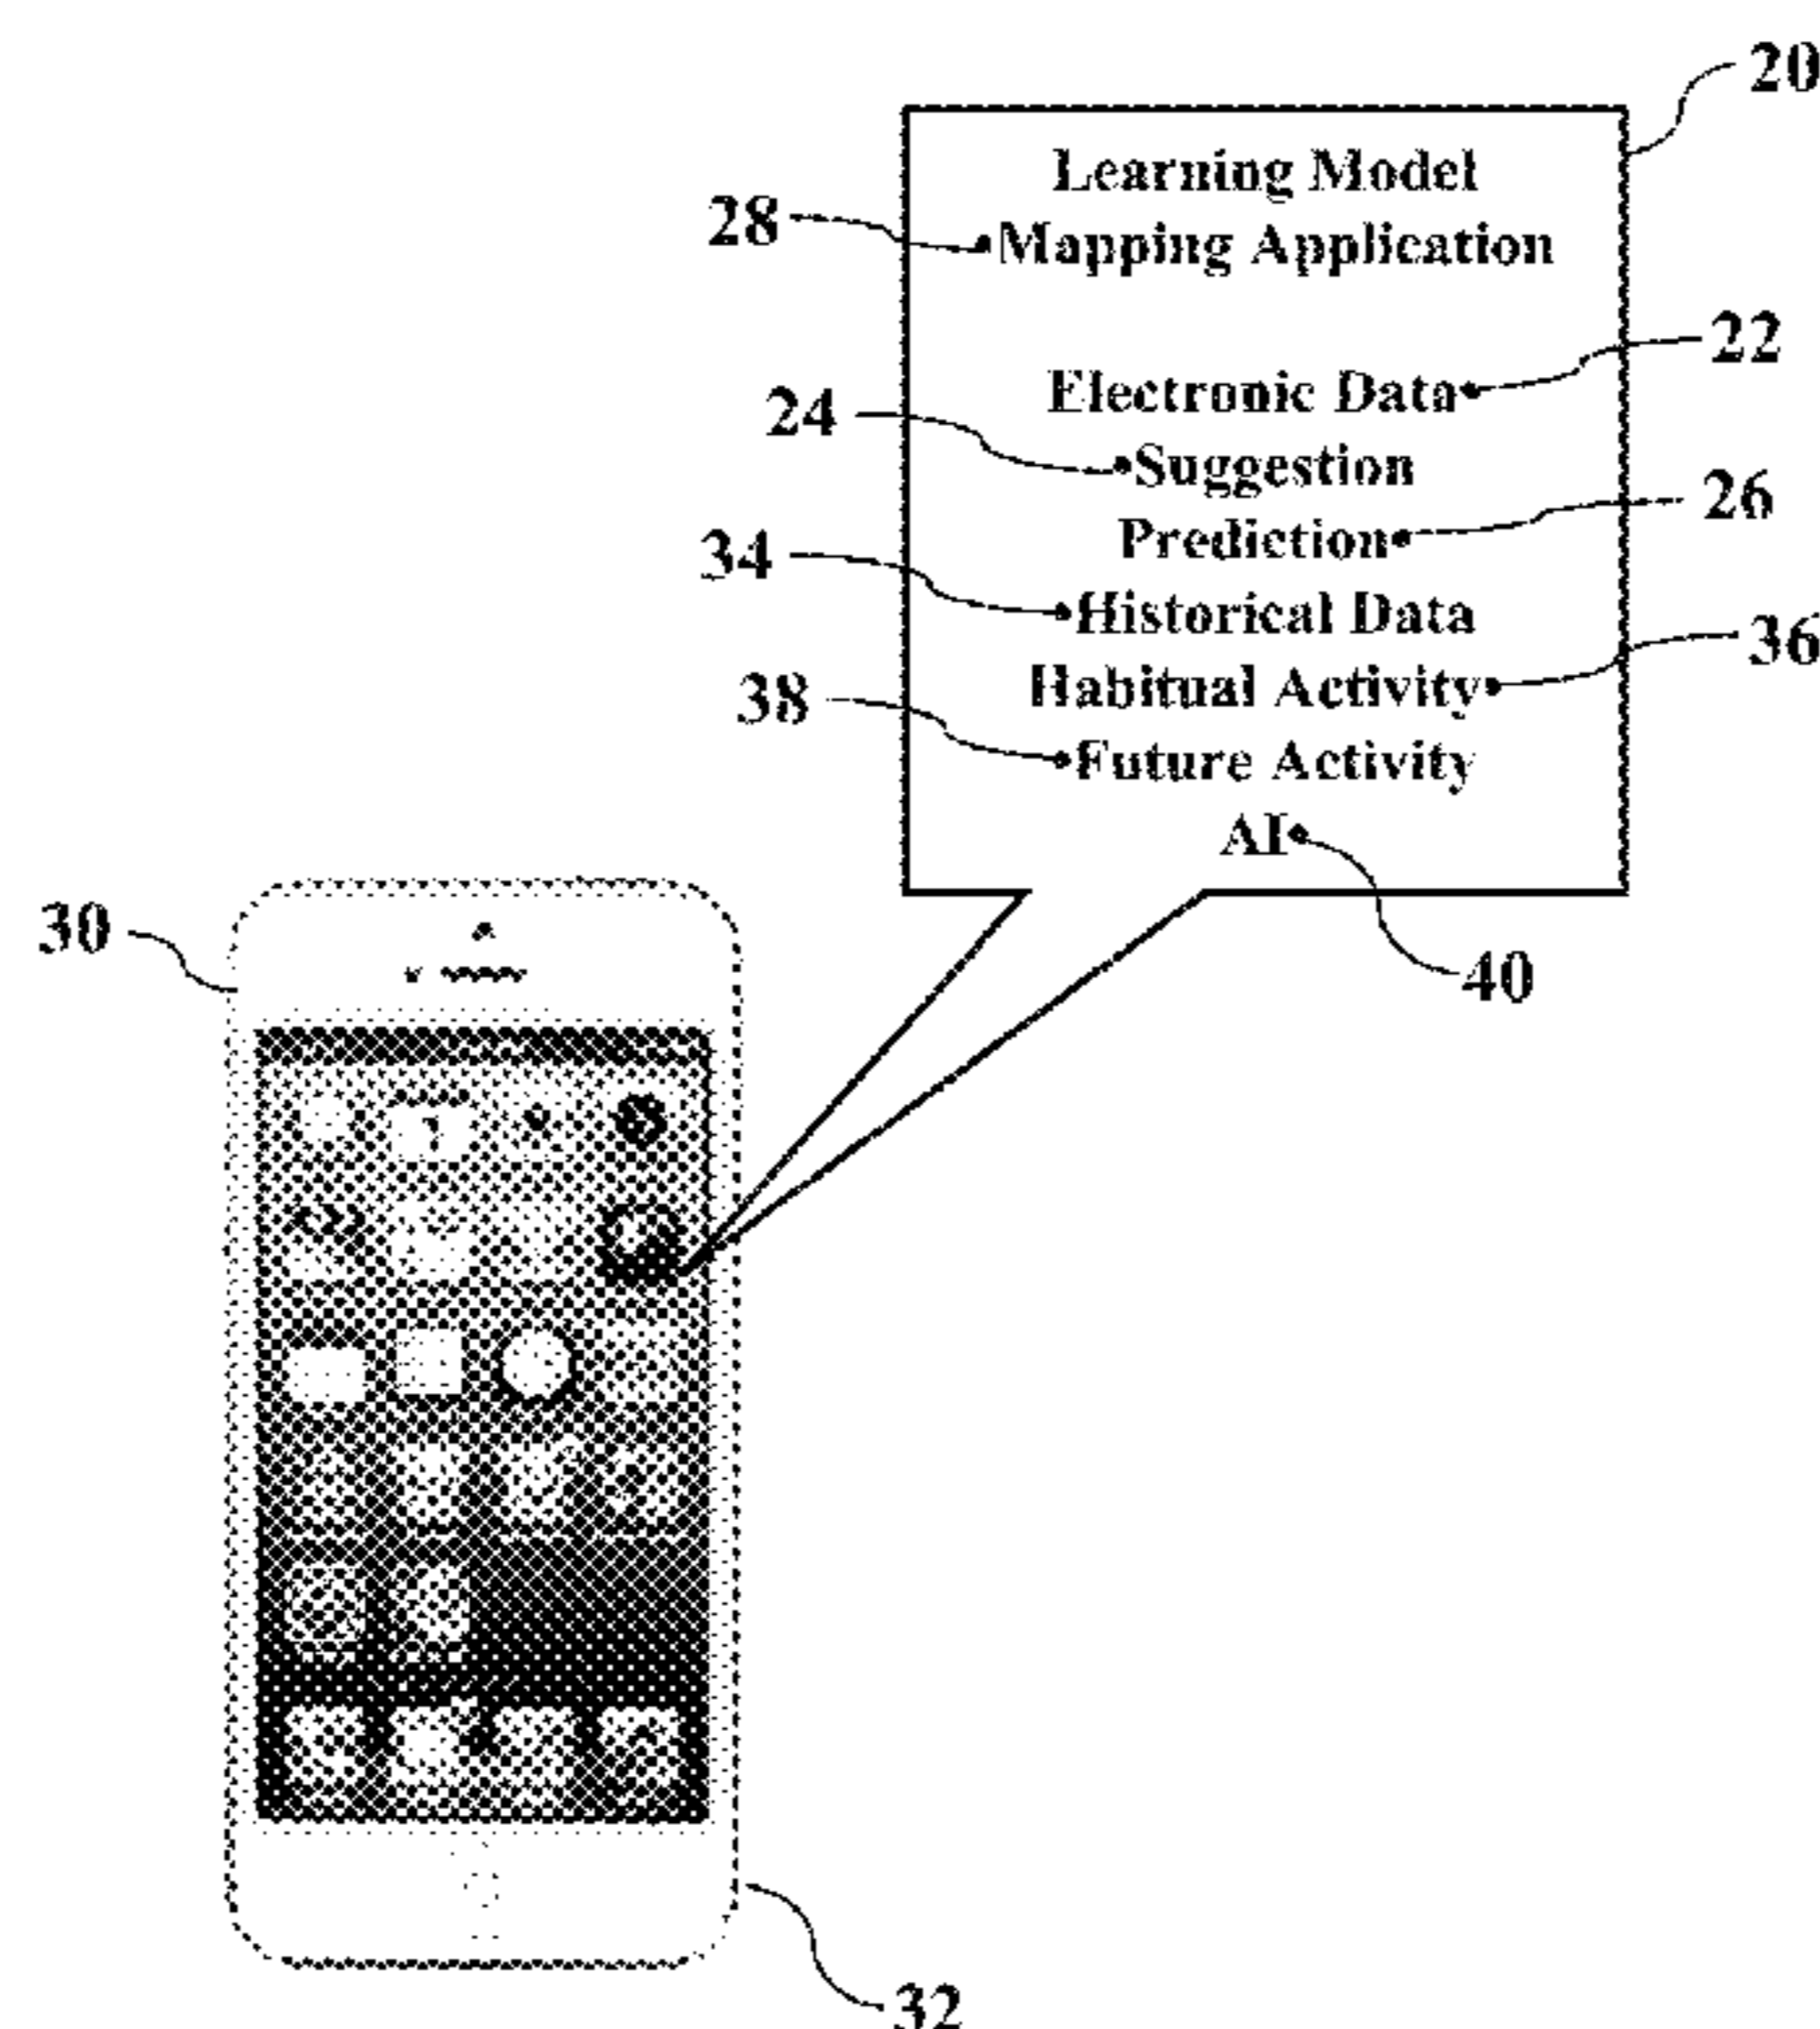 20
Learning Model
28 Mapping Application
22
Electronic Data
24 Suggestion
26
Prediction
34 Historical Data
36
Habitual Activity
38 Future Activity
AI
40
30
32